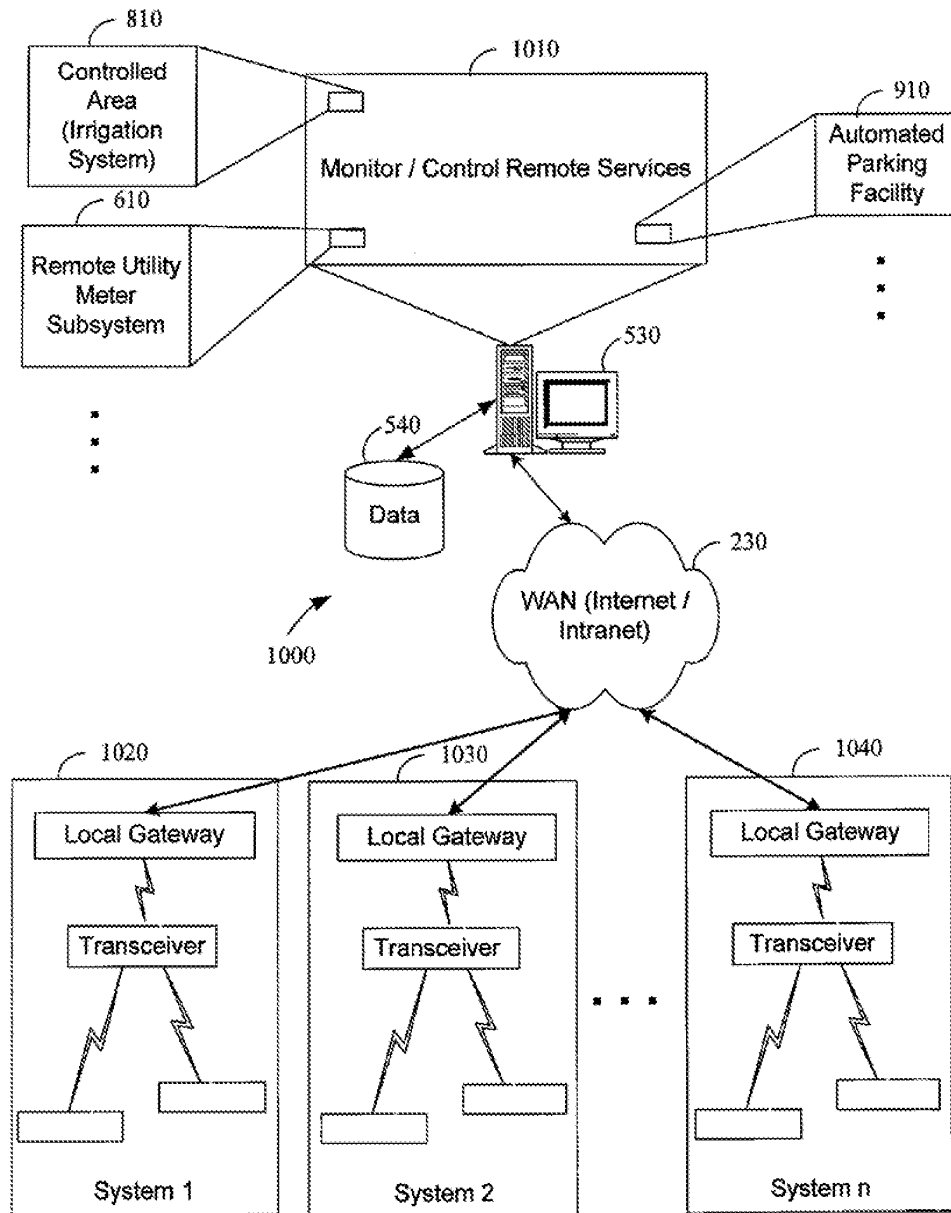 810
Controlled
Area
(Irrigation
System)
1010
Monitor / Control Remote Services
910
Automated
Parking
Facility
610
Remote Utility
Meter
Subsystem
530
540
Data
230
WAN (Internet /
Intranet)
1000
1020
Local Gateway
Transceiver
System 1
1030
Local Gateway
Transceiver
System 2
1040
Local Gateway
Transceiver
System n